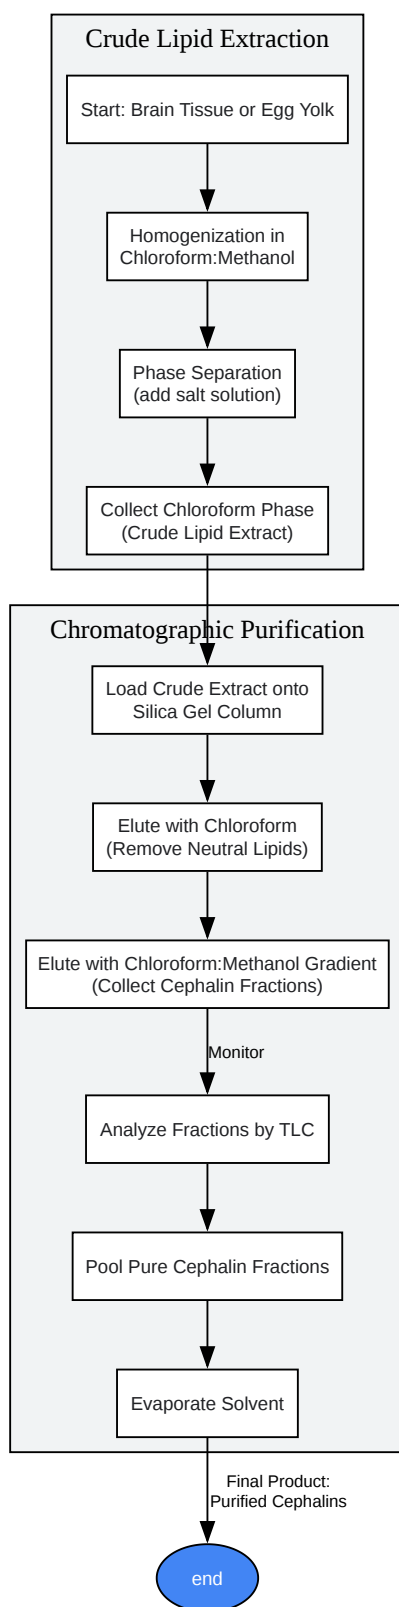 Crude Lipid Extraction
Start: Brain Tissue or Egg Yolk
Homogenization in
Chloroform:Methanol
Phase Separation
(add salt solution)
Collect Chloroform Phase
(Crude Lipid Extract)
Chromatographic Purification
Load Crude Extract onto
Silica Gel Column
Elute with Chloroform
(Remove Neutral Lipids)
Elute with Chloroform:Methanol Gradient
(Collect Cephalin Fractions)
Monitor
Analyze Fractions by TLC
Pool Pure Cephalin Fractions
Evaporate Solvent
Final Product:
Purified Cephalins
end